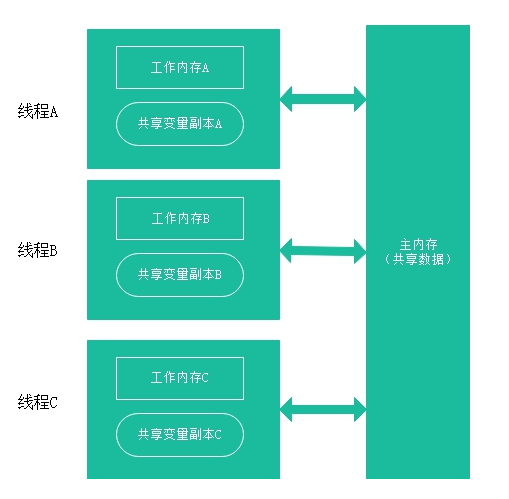 线程A
工作内存A
共享变量副本A
线程B
工作内存B
共享变量副本B
线程C
工作内存C
共享变量副本C
主内存
（共享数据）